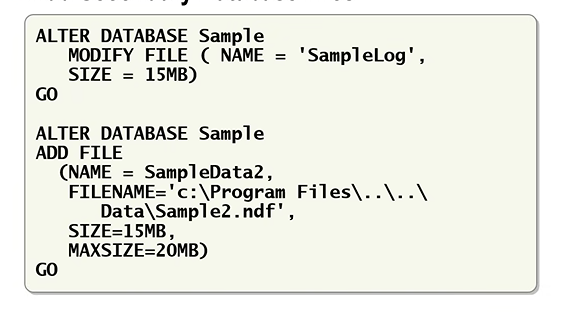 ALTER DATABASE Sample
MODIFY FILE ( NAME = 'SampleLog',
SIZE = 15MB)
GO
ALTER DATABASE Sample
ADD FILE
(NAME = SampleData2,
FILENAME='c:\Program Files\..\..\
Data\Sample2.ndf',
SIZE=15MB,
MAXSIZE=20MB)
GO